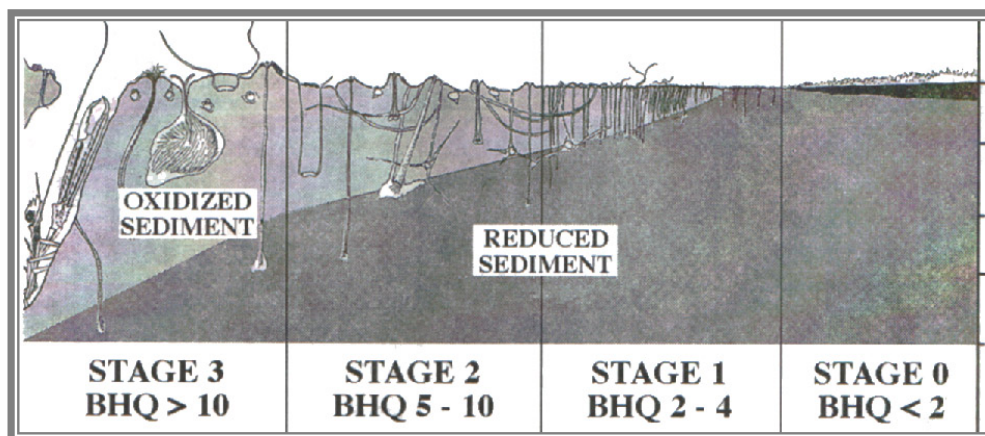 OXIDIZED
SEDIMENT
REDUCED
SEDIMENT
STAGE 3
BHQ > 10
STAGE 2
BHQ 5 - 10
STAGE 1
BHQ 2 - 4
STAGE 0
BHQ < 2